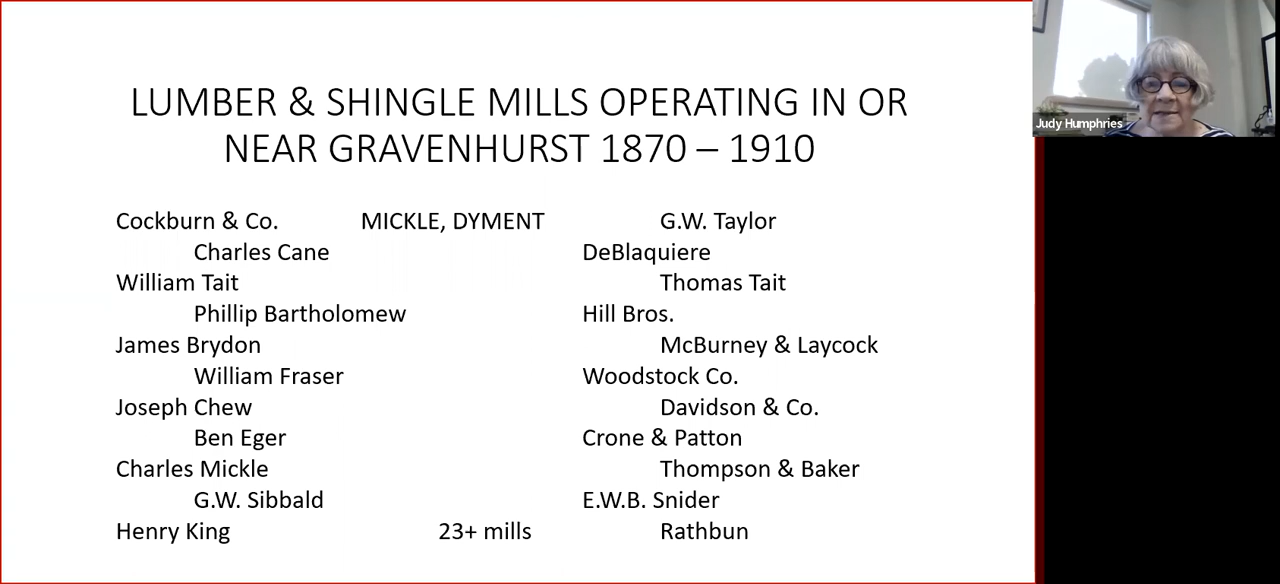 LUMBER & SHINGLE MILLS OPERATING IN OR
NEAR GRAVENHURST 1870 – 1910
Cockburn & Co. MICKLE, DYMENT G.W. Taylor
Charles Cane DeBlaquiere
William Tait Thomas Tait
Phillip Bartholomew Hill Bros.
James Brydon McBurney & Laycock
William Fraser Woodstock Co.
Joseph Chew Davidson & Co.
Ben Eger Crone & Patton
Charles Mickle Thompson & Baker
G.W. Sibbald E.W.B. Snider
Henry King 23+ mills Rathbun
Judy Humphries